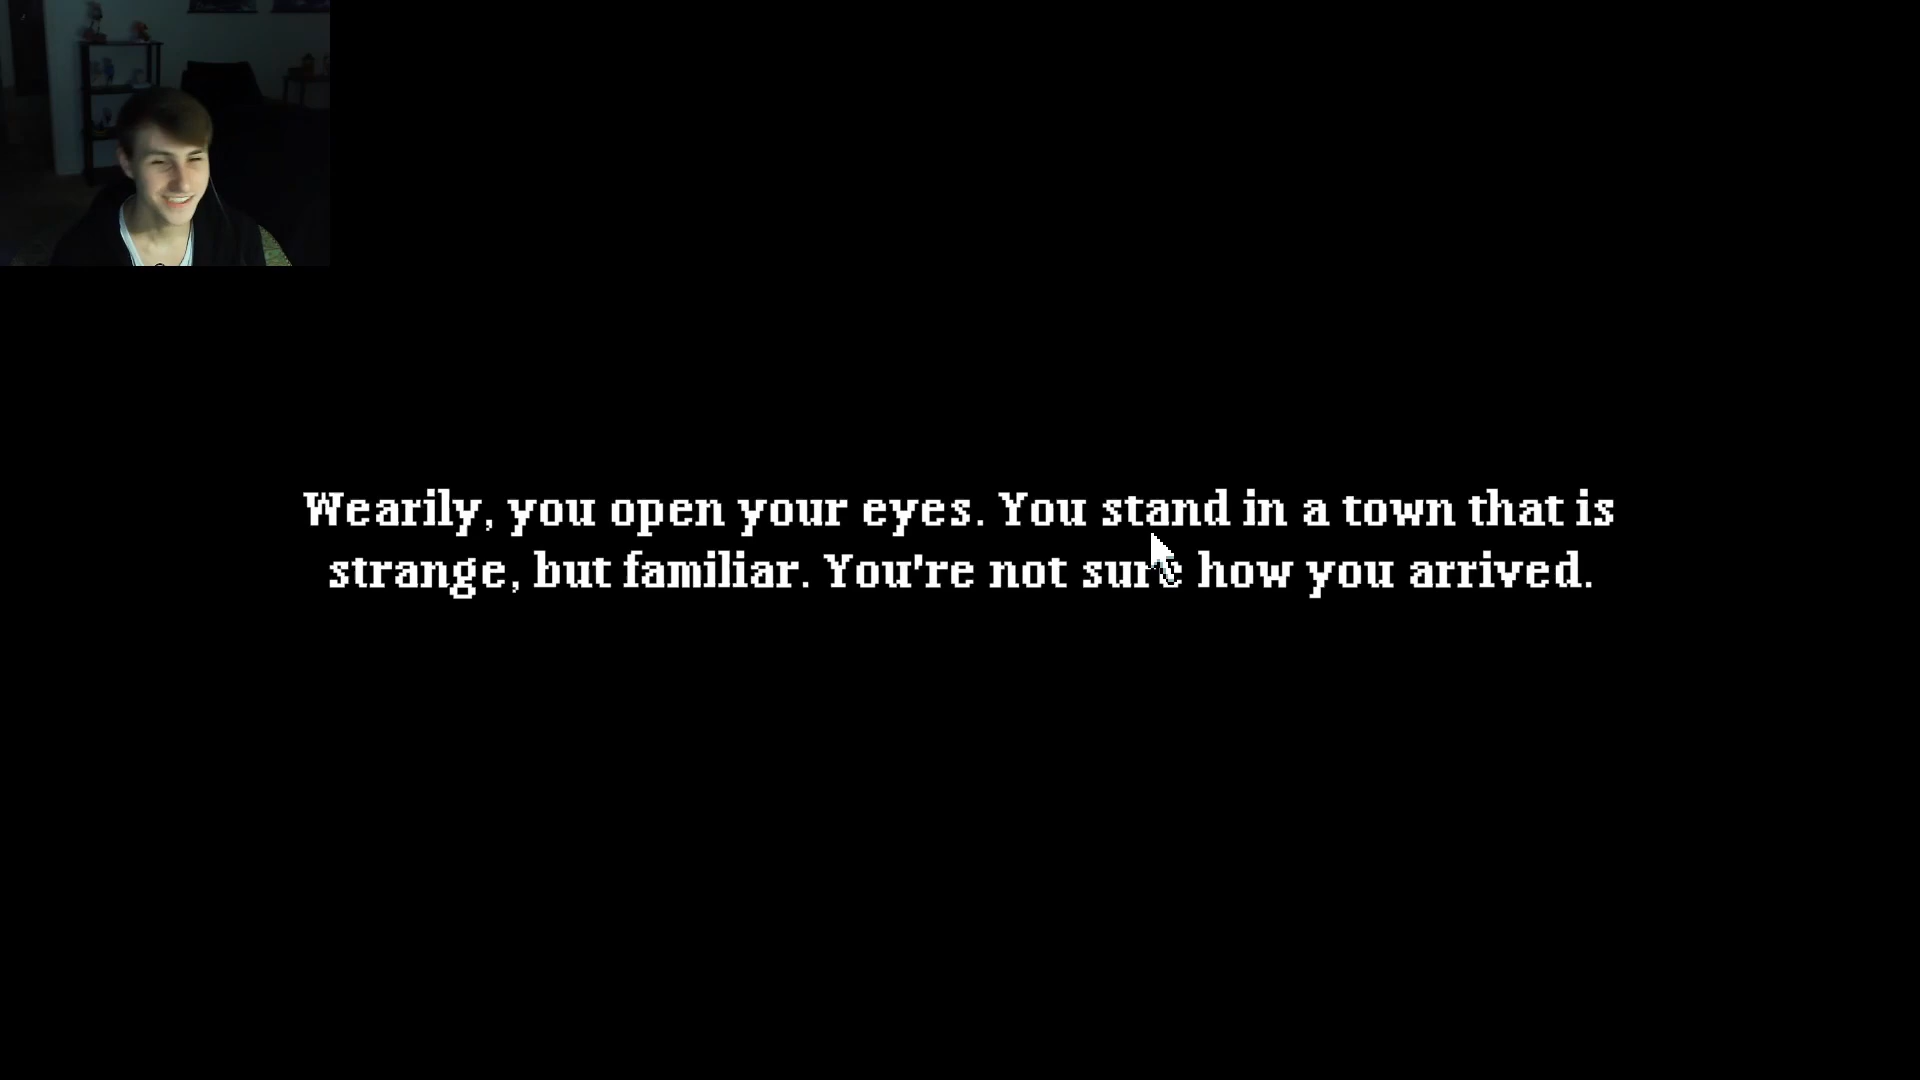 Wearily, you open your eyes. You stand in a town that is
strange, but familiar. You're not sure how you arrived.